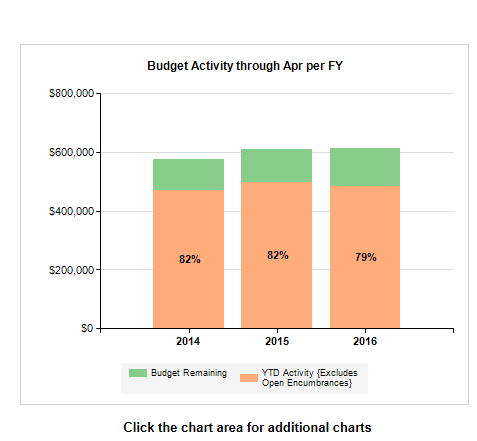 Budget Activity through Apr per FY
$800,000
$600,000
$400,000
$200,000
$0
82%
82%
79%
2014
2015
2016
Budget Remaining
YTD Activity {Excludes
Open Encumbrances}
Click the chart area for additional charts